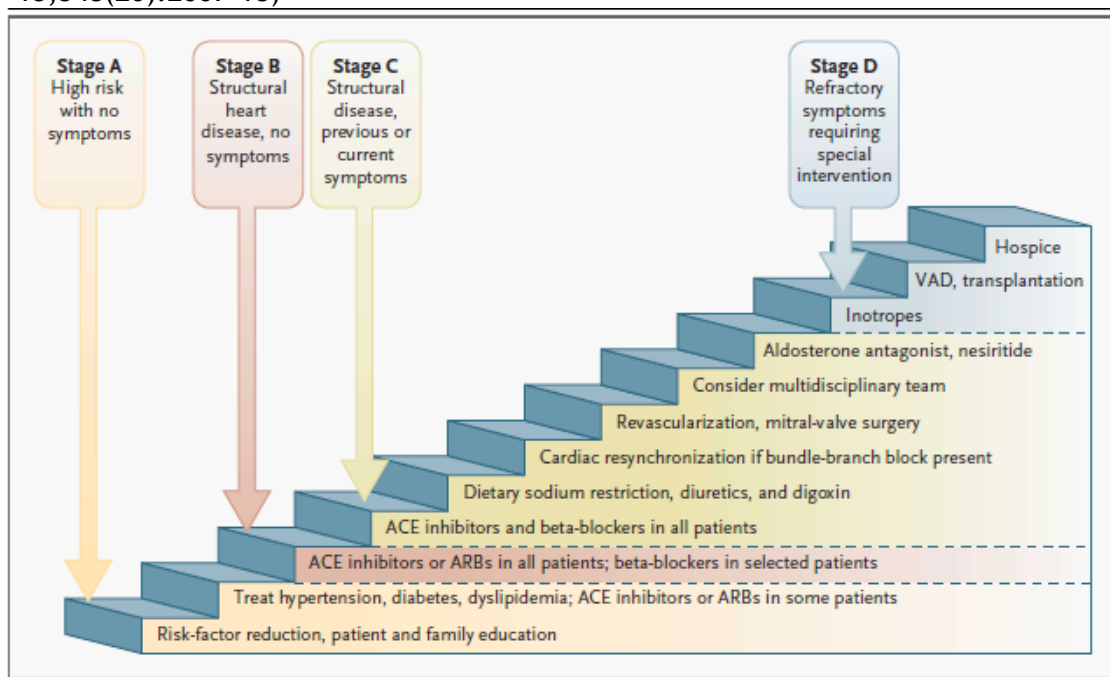 Stage A
High risk
with no
symptoms
Stage B
Structural
heart
disease, no
symptoms
Stage C
Structural
disease,
previous or
current
symptoms
Stage D
Refractory
symptoms
requiring
special
intervention
Hospice
VAD, transplantation
Inotropes
Aldosterone antagonist, nesiritide
Consider multidisciplinary team
Revascularization, mitral-valve surgery
Cardiac resynchronization if bundle-branch block present
Dietary sodium restriction, diuretics, and digoxin
ACE inhibitors and beta-blockers in all patients
ACE inhibitors or ARBs in all patients; beta-blockers in selected patients
Treat hypertension, diabetes, dyslipidemia; ACE inhibitors or ARBs in some patients
Risk-factor reduction, patient and family education